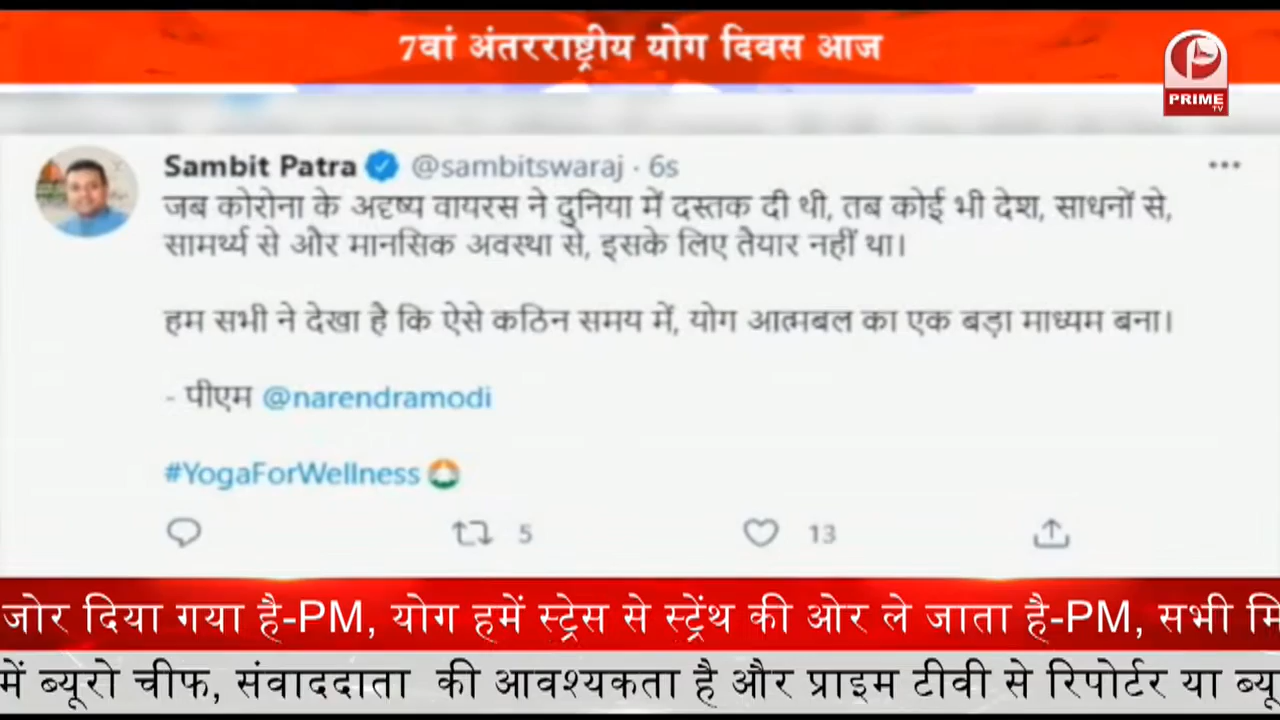 7वां अंतरराष्ट्रीय योग दिवस आज
PRIME
TV
Sambit Patra @sambitswaraj · 6s
जब कोरोना के अदृष्य वायरस ने दुनिया में दस्तक दी थी, तब कोई भी देश, साधनों से,
सामर्थ्य से और मानसिक अवस्था से, इसके लिए तैयार नहीं था।
हम सभी ने देखा है कि ऐसे कठिन समय में, योग आत्मबल का एक बड़ा माध्यम बना।
- पीएम @narendramodi
#YogaForWellness
5 13
जोर दिया गया है-PM, योग हमें स्ट्रेस से स्ट्रेंथ की ओर ले जाता है-PM, सभी मि
में ब्यूरो चीफ, संवाददाता की आवश्यकता है और प्राइम टीवी से रिपोर्टर या ब्यू